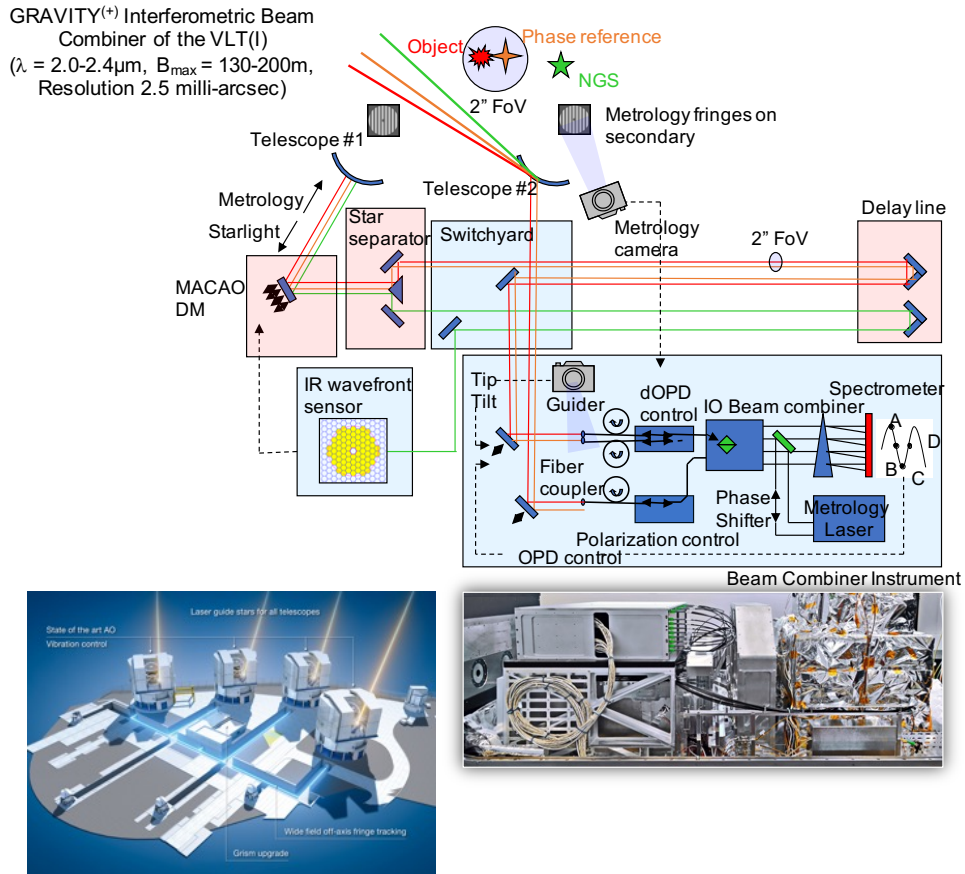 GRAVITY(+) Interferometric Beam
Combiner of the VLT(I)
(λ = 2.0-2.4μm, Bmax = 130-200m,
Resolution 2.5 milli-arcsec)
Object
Phase reference
NGS
2” FoV
Metrology fringes on
secondary
Telescope #1
Telescope #2
Metrology
Starlight
Star
separator
Switchyard
Metrology
camera
2” FoV
Delay line
MACAO
DM
IR wavefront
sensor
Tip
Tilt
Guider
dOPD
control
IO Beam combiner
Spectrometer
A
B
C
D
Fiber
coupler
Phase
Shifter
Metrology
Laser
Polarization control
OPD control
Beam Combiner Instrument
Laser guide stars for all telescopes
State of the art AO
Vibration control
Wide field off-axis fringe tracking
Grism upgrade